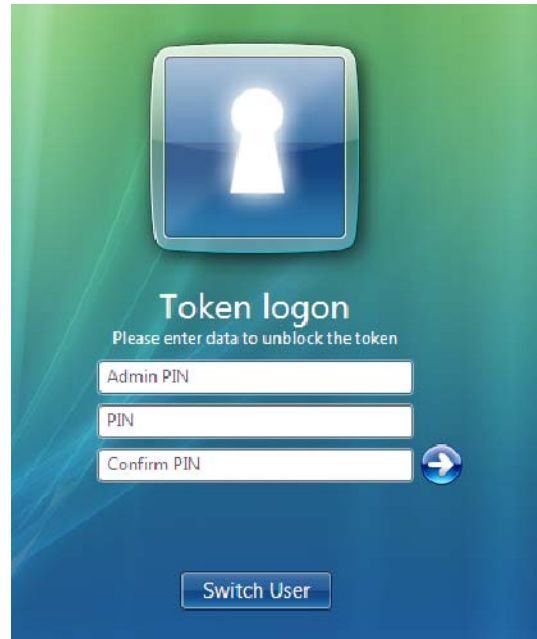 Token logon
Please enter data to unblock the token
Admin PIN
PIN
Confirm PIN
Switch User